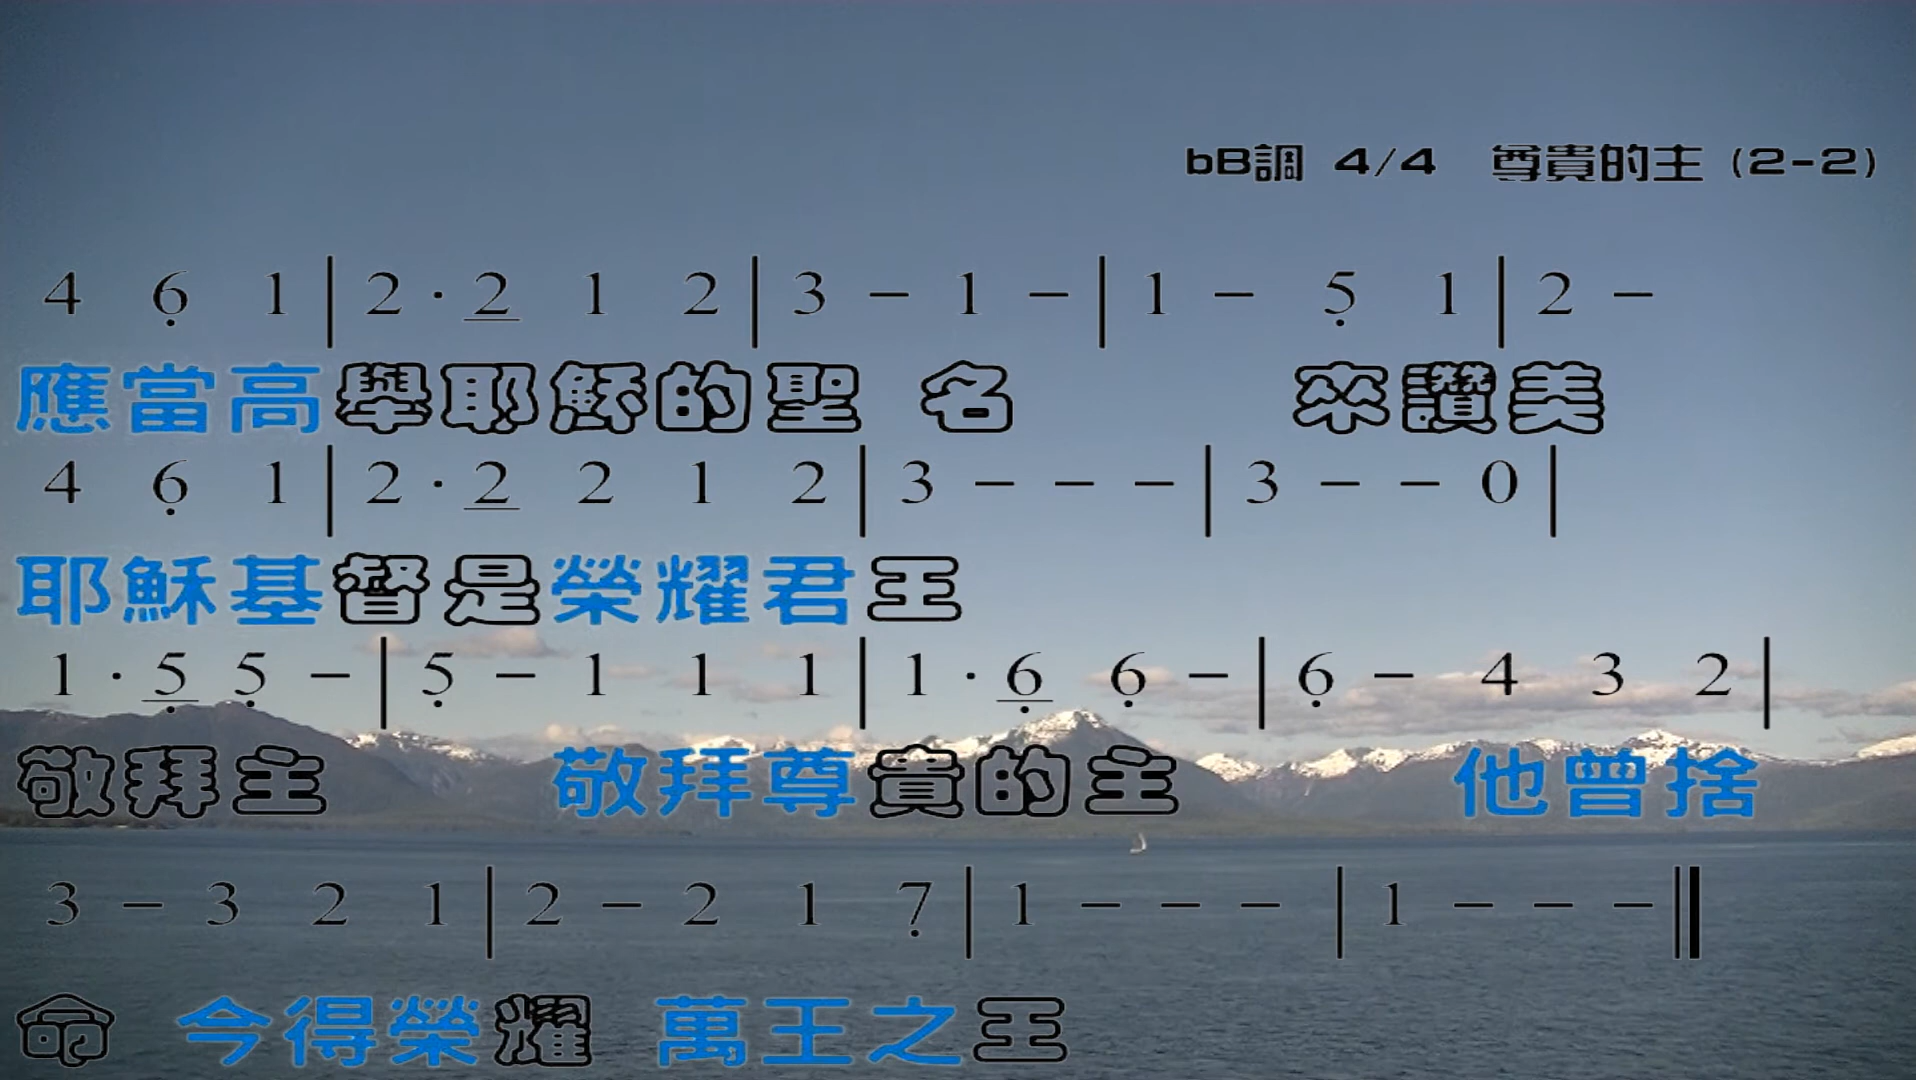 bB調 4/4 尊貴的主 (2-2)
4 6̣ 1 | 2 · 2̲ 1 2 | 3 – 1 – | 1 – 5̣ 1 | 2 –
應當高舉耶穌的聖 名 來讚美
4 6̣ 1 | 2 · 2̲ 2 1 2 | 3 – – – | 3 – – 0 |
耶穌基督是榮耀君王
1 · 5̲̣ 5̣ – | 5̣ – 1 1 1 | 1 · 6̲̣ 6̣ – | 6̣ – 4 3 2 |
敬拜主 敬拜尊貴的主 他曾捨
3 – 3 2 1 | 2 – 2 1 7̣ | 1 – – – | 1 – – – ‖
命 今得榮耀 萬王之王